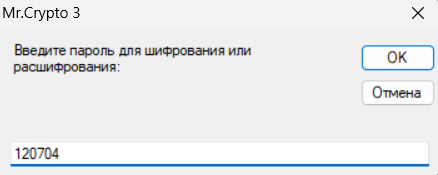 Mr.Crypto 3
Введите пароль для шифрования или
расшифрования:
OK
Отмена
120704